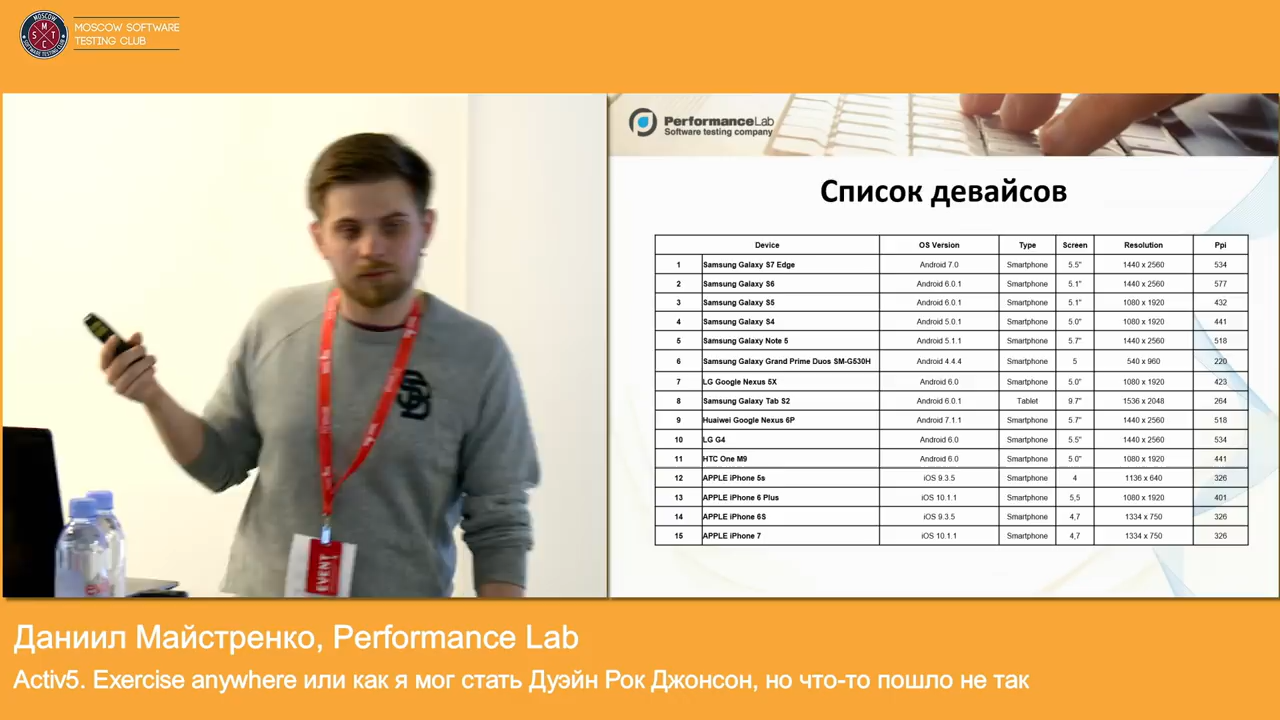 MOSCOW SOFTWARE
TESTING CLUB
PerformanceLab
Software testing company
Список девайсов
Device OS Version Type Screen Resolution Ppi
1 Samsung Galaxy S7 Edge Android 7.0 Smartphone 5.5" 1440 x 2560 534
2 Samsung Galaxy S6 Android 6.0.1 Smartphone 5.1" 1440 x 2560 577
3 Samsung Galaxy S5 Android 6.0.1 Smartphone 5.1" 1080 x 1920 432
4 Samsung Galaxy S4 Android 5.0.1 Smartphone 5.0" 1080 x 1920 441
5 Samsung Galaxy Note 5 Android 5.1.1 Smartphone 5.7" 1440 x 2560 518
6 Samsung Galaxy Grand Prime Duos SM-G530H Android 4.4.4 Smartphone 5 540 x 960 220
7 LG Google Nexus 5X Android 6.0 Smartphone 5.0" 1080 x 1920 423
8 Samsung Galaxy Tab S2 Android 6.0.1 Tablet 9.7" 1536 x 2048 264
9 Huaiwei Google Nexus 6P Android 7.1.1 Smartphone 5.7" 1440 x 2560 518
10 LG G4 Android 6.0 Smartphone 5.5" 1440 x 2560 534
11 HTC One M9 Android 6.0 Smartphone 5.0" 1080 x 1920 441
12 APPLE iPhone 5s iOS 9.3.5 Smartphone 4 1136 x 640 326
13 APPLE iPhone 6 Plus iOS 10.1.1 Smartphone 5,5 1080 x 1920 401
14 APPLE iPhone 6S iOS 9.3.5 Smartphone 4,7 1334 x 750 326
15 APPLE iPhone 7 iOS 10.1.1 Smartphone 4,7 1334 x 750 326
EVENT
Даниил Майстренко, Performance Lab
Activ5. Exercise anywhere или как я мог стать Дуэйн Рок Джонсон, но что-то пошло не так